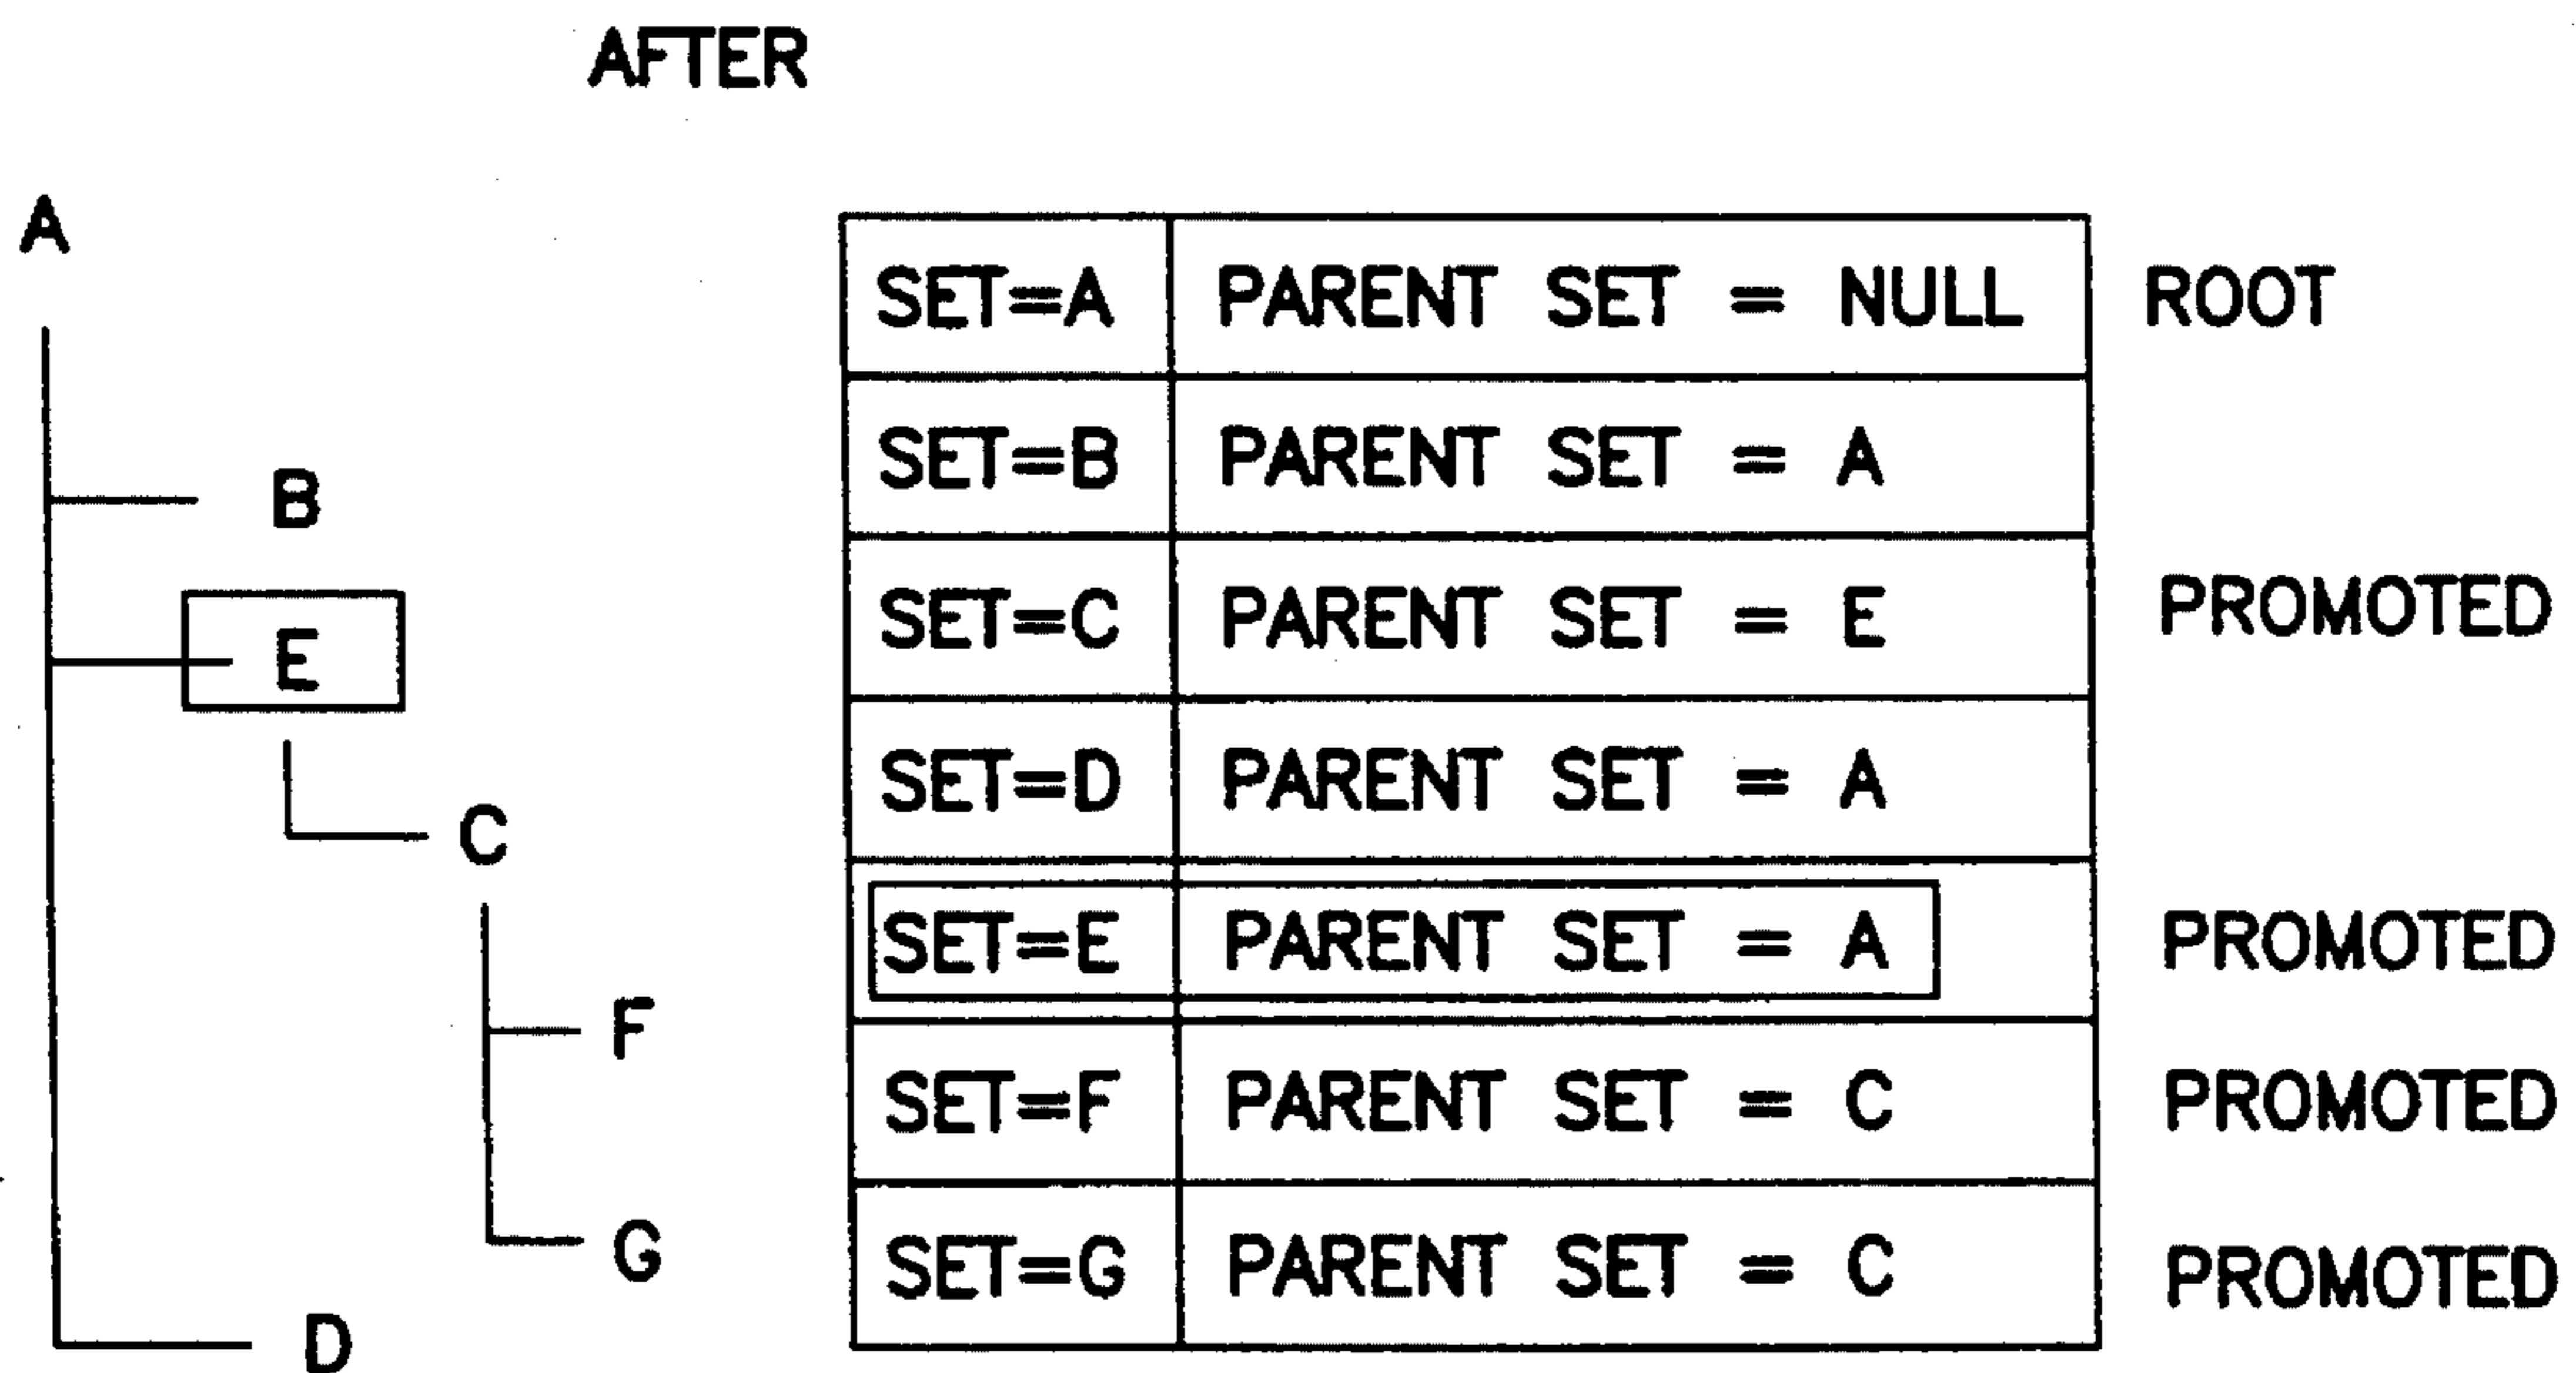 AFTER
A
B
E
C
F
G
D
SET=A PARENT SET = NULL ROOT
SET=B PARENT SET = A
SET=C PARENT SET = E PROMOTED
SET=D PARENT SET = A
SET=E PARENT SET = A PROMOTED
SET=F PARENT SET = C PROMOTED
SET=G PARENT SET = C PROMOTED